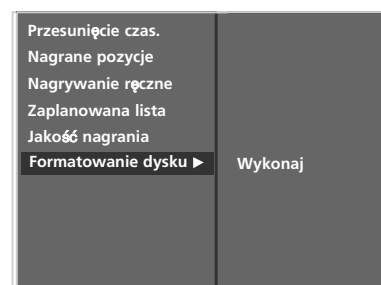 Przesunięcie czas.
Nagrane pozycje
Nagrywanie ręczne
Zaplanowana lista
Jakość nagrania
Formatowanie dysku ► Wykonaj